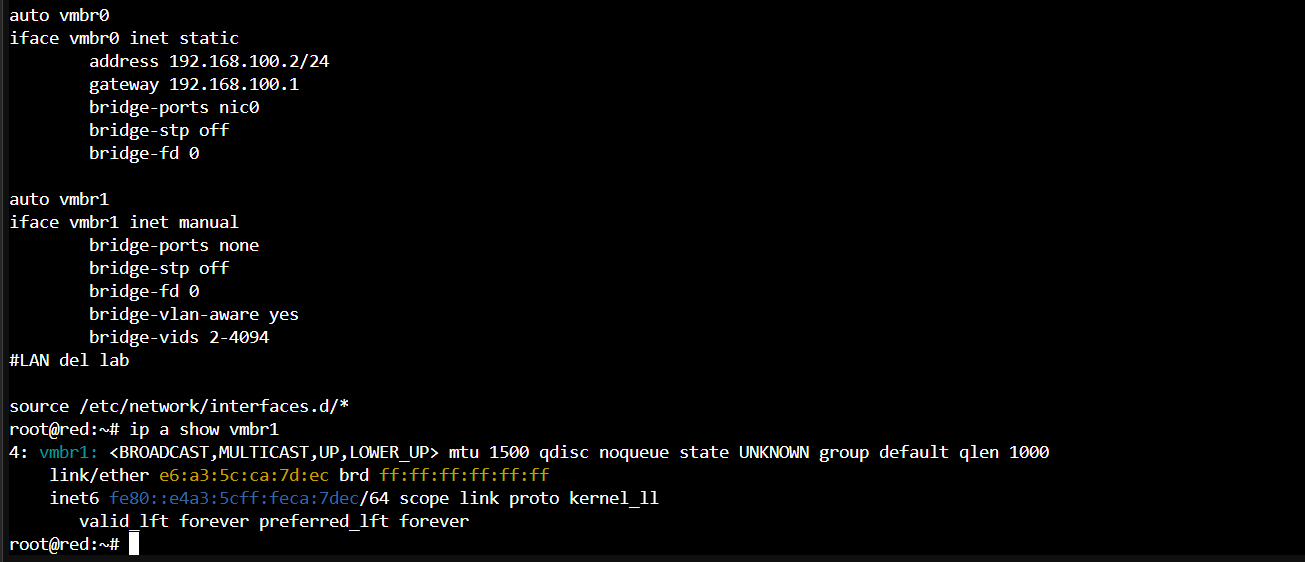 auto vmbr0
iface vmbr0 inet static
        address 192.168.100.2/24
        gateway 192.168.100.1
        bridge-ports nic0
        bridge-stp off
        bridge-fd 0

auto vmbr1
iface vmbr1 inet manual
        bridge-ports none
        bridge-stp off
        bridge-fd 0
        bridge-vlan-aware yes
        bridge-vids 2-4094
#LAN del lab

source /etc/network/interfaces.d/*
root@red:~# ip a show vmbr1
4: vmbr1: <BROADCAST,MULTICAST,UP,LOWER_UP> mtu 1500 qdisc noqueue state UNKNOWN group default qlen 1000
    link/ether e6:a3:5c:ca:7d:ec brd ff:ff:ff:ff:ff:ff
    inet6 fe80::e4a3:5cff:feca:7dec/64 scope link proto kernel_ll
       valid_lft forever preferred_lft forever
root@red:~#